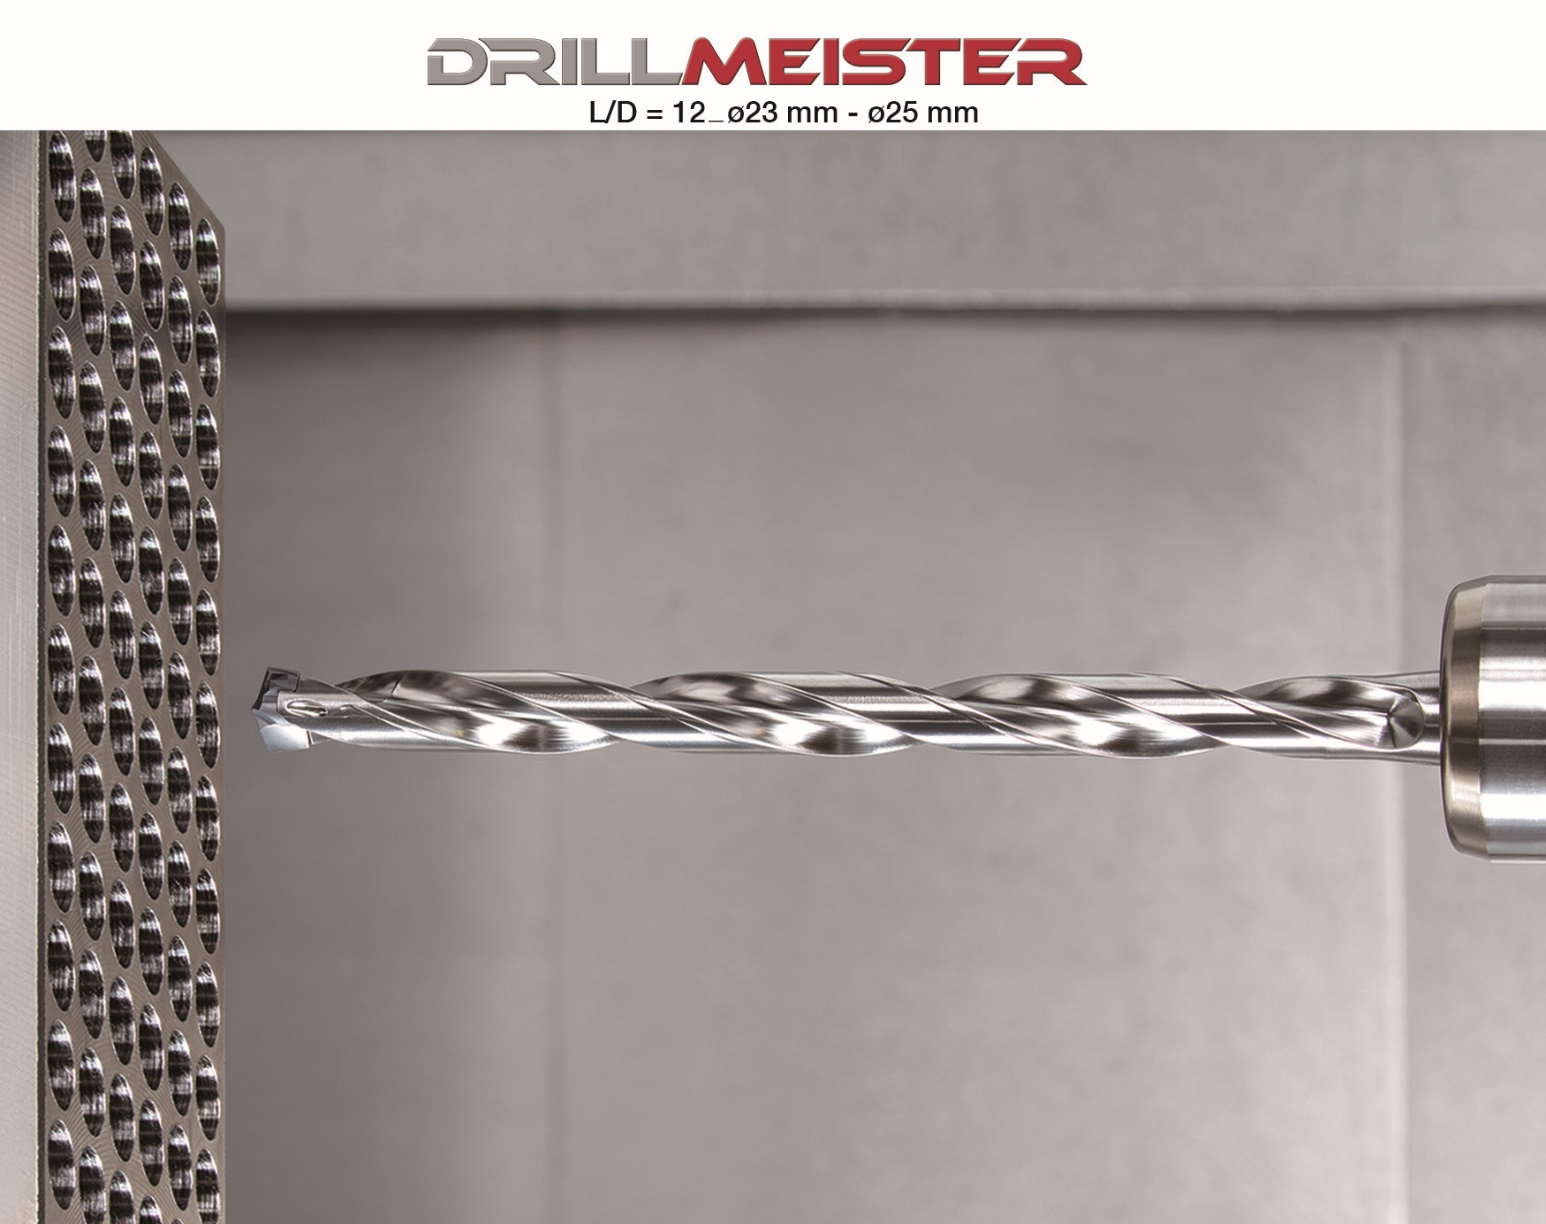 DRILLMEISTER
L/D = 12_ø23 mm - ø25 mm